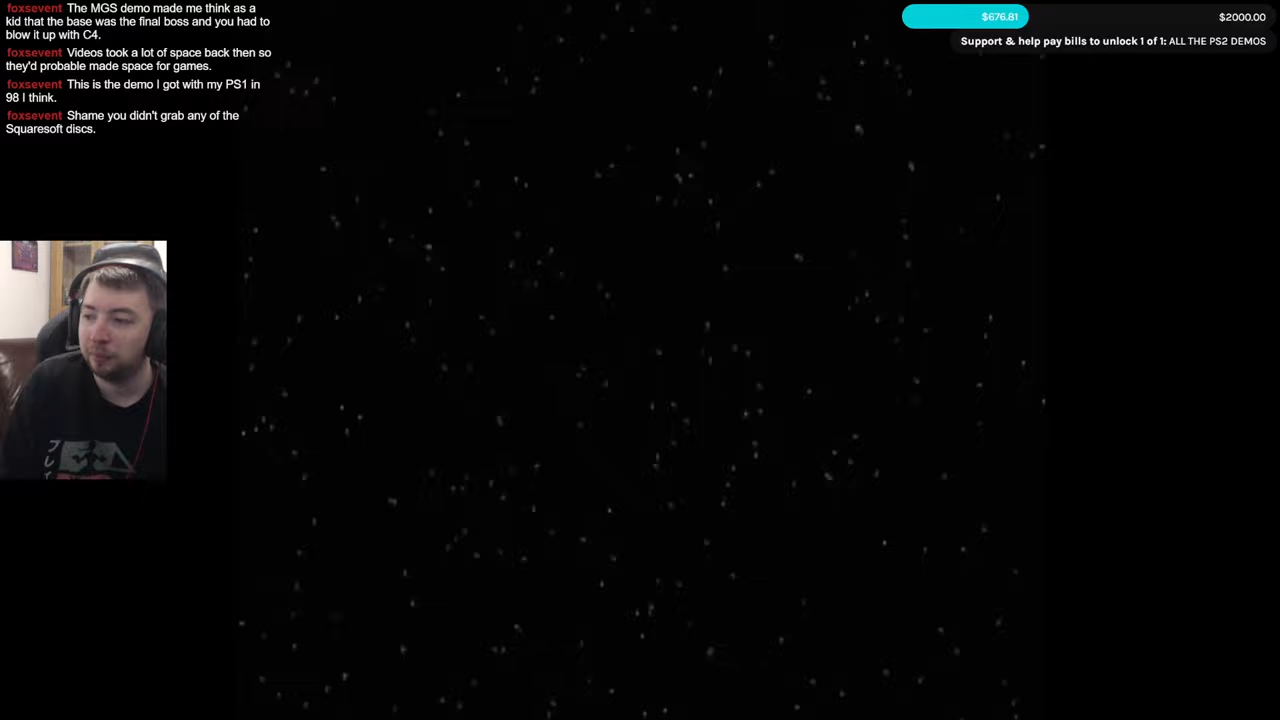 foxsevent The MGS demo made me think as a
kid that the base was the final boss and you had to
blow it up with C4.
foxsevent Videos took a lot of space back then so
they'd probable made space for games.
foxsevent This is the demo I got with my PS1 in
98 I think.
foxsevent Shame you didn't grab any of the
Squaresoft discs.
$676.81
$2000.00
Support & help pay bills to unlock 1 of 1: ALL THE PS2 DEMOS
プレイ